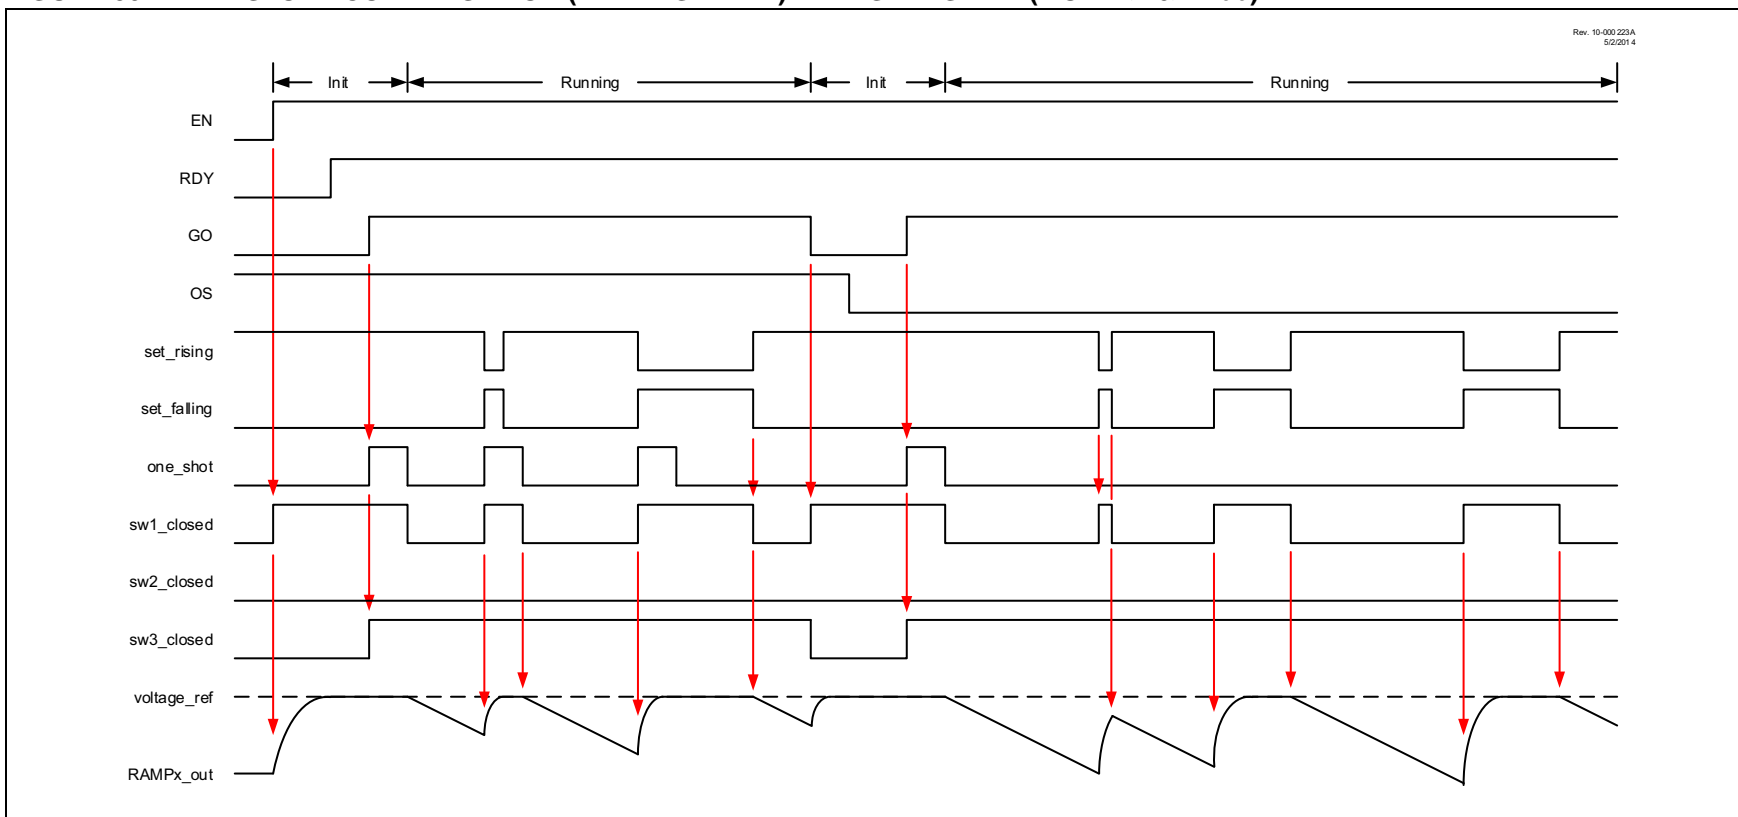 Rev. 10-000 223A
5/2/201 4
Init Running Init Running
EN
RDY
GO
OS
set_rising
set_falling
one_shot
sw1_closed
sw2_closed
sw3_closed
voltage_ref
RAMPx_out